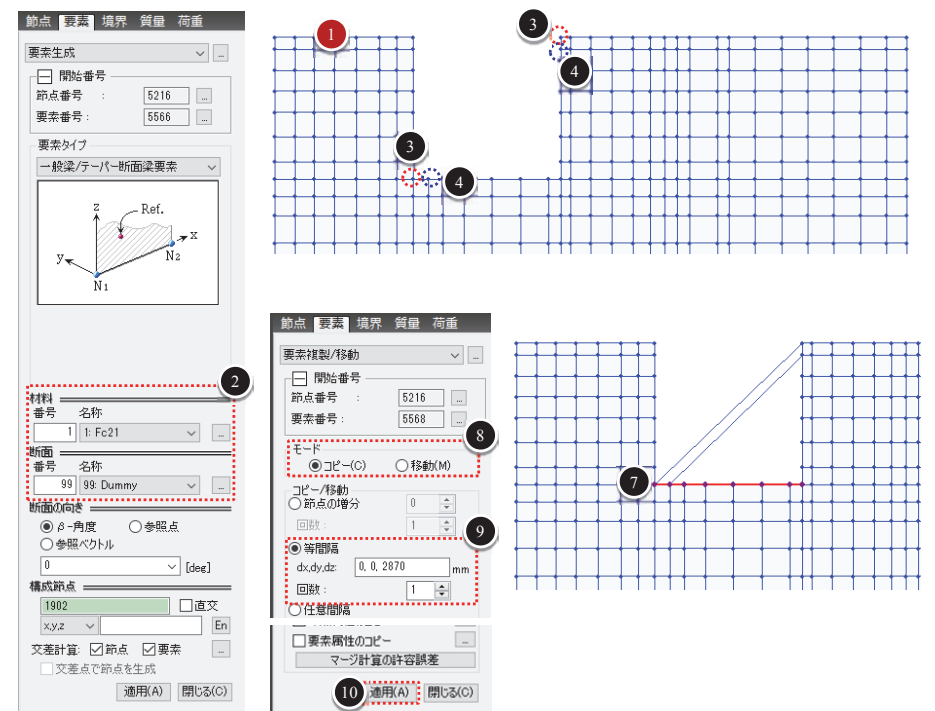 節点 要素 境界 質量 荷重
要素生成 ...
開始番号
節点番号 : 5216 ...
要素番号 : 5566 ...
要素タイプ
一般梁/テーパー断面梁要素
z
Ref.
x
y
N2
N1
2
材料
番号 名称
1 1: Fc21 ...
断面
番号 名称
99 99: Dummy ...
断面の向き
β-角度 参照点
参照ベクトル
0 [deg]
構成節点
1902 直交
x,y,z En
交差計算: 節点 要素 ...
交差点で節点を生成
適用(A) 閉じる(C)
1
3
4
3
4
節点 要素 境界 質量 荷重
要素複製/移動 ...
開始番号
節点番号 : 5216 ...
要素番号 : 5568 ...
8
モード
コピー(C) 移動(M)
コピー/移動
節点の増分 0
回数 : 1
9
等間隔
dx,dy,dz: 0, 0, 2870 mm
回数 : 1
任意間隔
要素属性のコピー ...
マージ計算の許容誤差
10 適用(A) 閉じる(C)
7